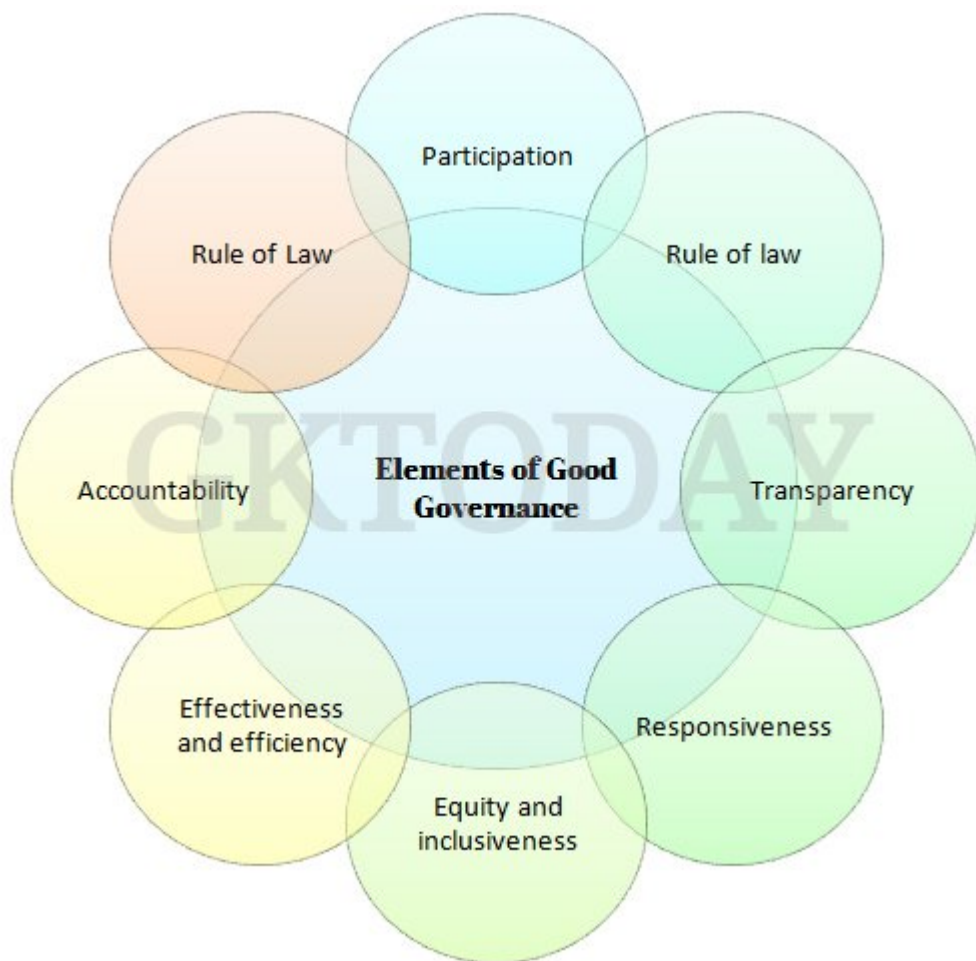 Participation
Rule of Law
Rule of law
GKTODAY
Elements of Good
Governance
Accountability
Transparency
Effectiveness
and efficiency
Responsiveness
Equity and
inclusiveness